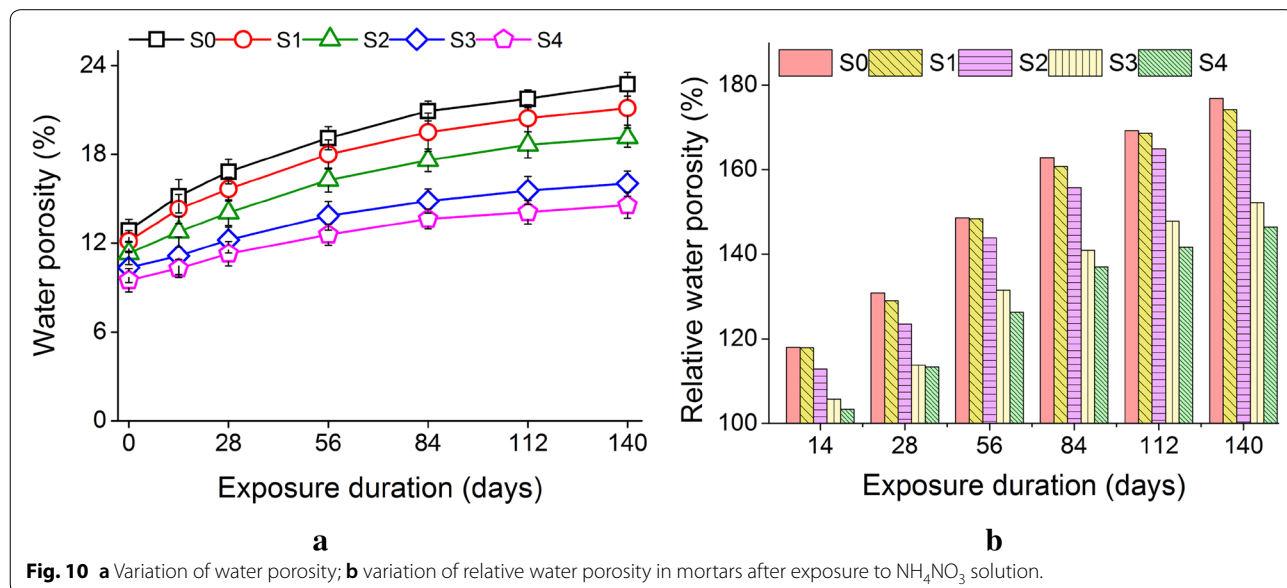 S0 S1 S2 S3 S4
24
18
12
6
0
Water porosity (%)
0 28 56 84 112 140
Exposure duration (days)
a
S0 S1 S2 S3 S4
180
160
140
120
100
Relative water porosity (%)
14 28 56 84 112 140
Exposure duration (days)
b
Fig. 10 a Variation of water porosity; b variation of relative water porosity in mortars after exposure to NH₄NO₃ solution.